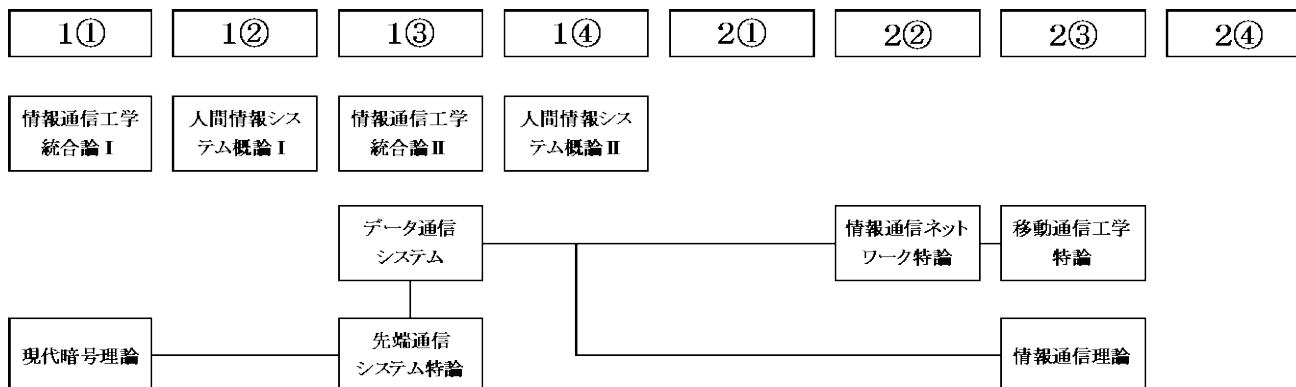 1① 1② 1③ 1④ 2① 2② 2③ 2④
情報通信工学
統合論Ⅰ
人間情報シス
テム概論Ⅰ
情報通信工学
統合論Ⅱ
人間情報シス
テム概論Ⅱ
データ通信
システム
情報通信ネット
ワーク特論
移動通信工学
特論
現代暗号理論
先端通信
システム特論
情報通信理論